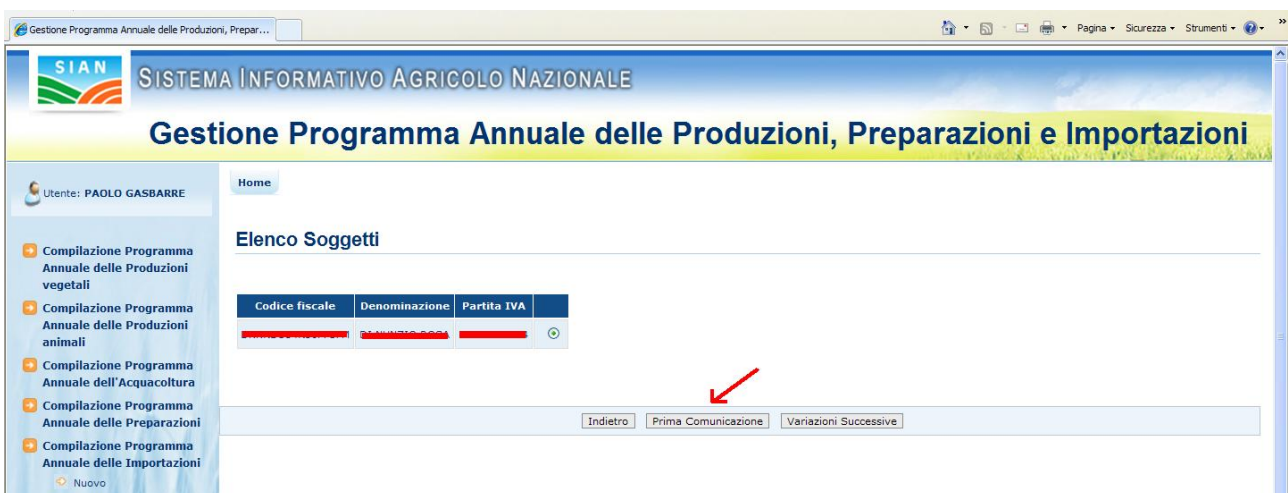 Gestione Programma Annuale delle Produzioni, Prepar...
Pagina Sicurezza Strumenti »
SIAN
SISTEMA INFORMATIVO AGRICOLO NAZIONALE
Gestione Programma Annuale delle Produzioni, Preparazioni e Importazioni
Utente: PAOLO GASBARRE
Home
Compilazione Programma
Annuale delle Produzioni
vegetali
Compilazione Programma
Annuale delle Produzioni
animali
Compilazione Programma
Annuale dell'Acquacoltura
Compilazione Programma
Annuale delle Preparazioni
Compilazione Programma
Annuale delle Importazioni
Nuovo
Elenco Soggetti
Codice fiscale Denominazione Partita IVA
Indietro Prima Comunicazione Variazioni Successive